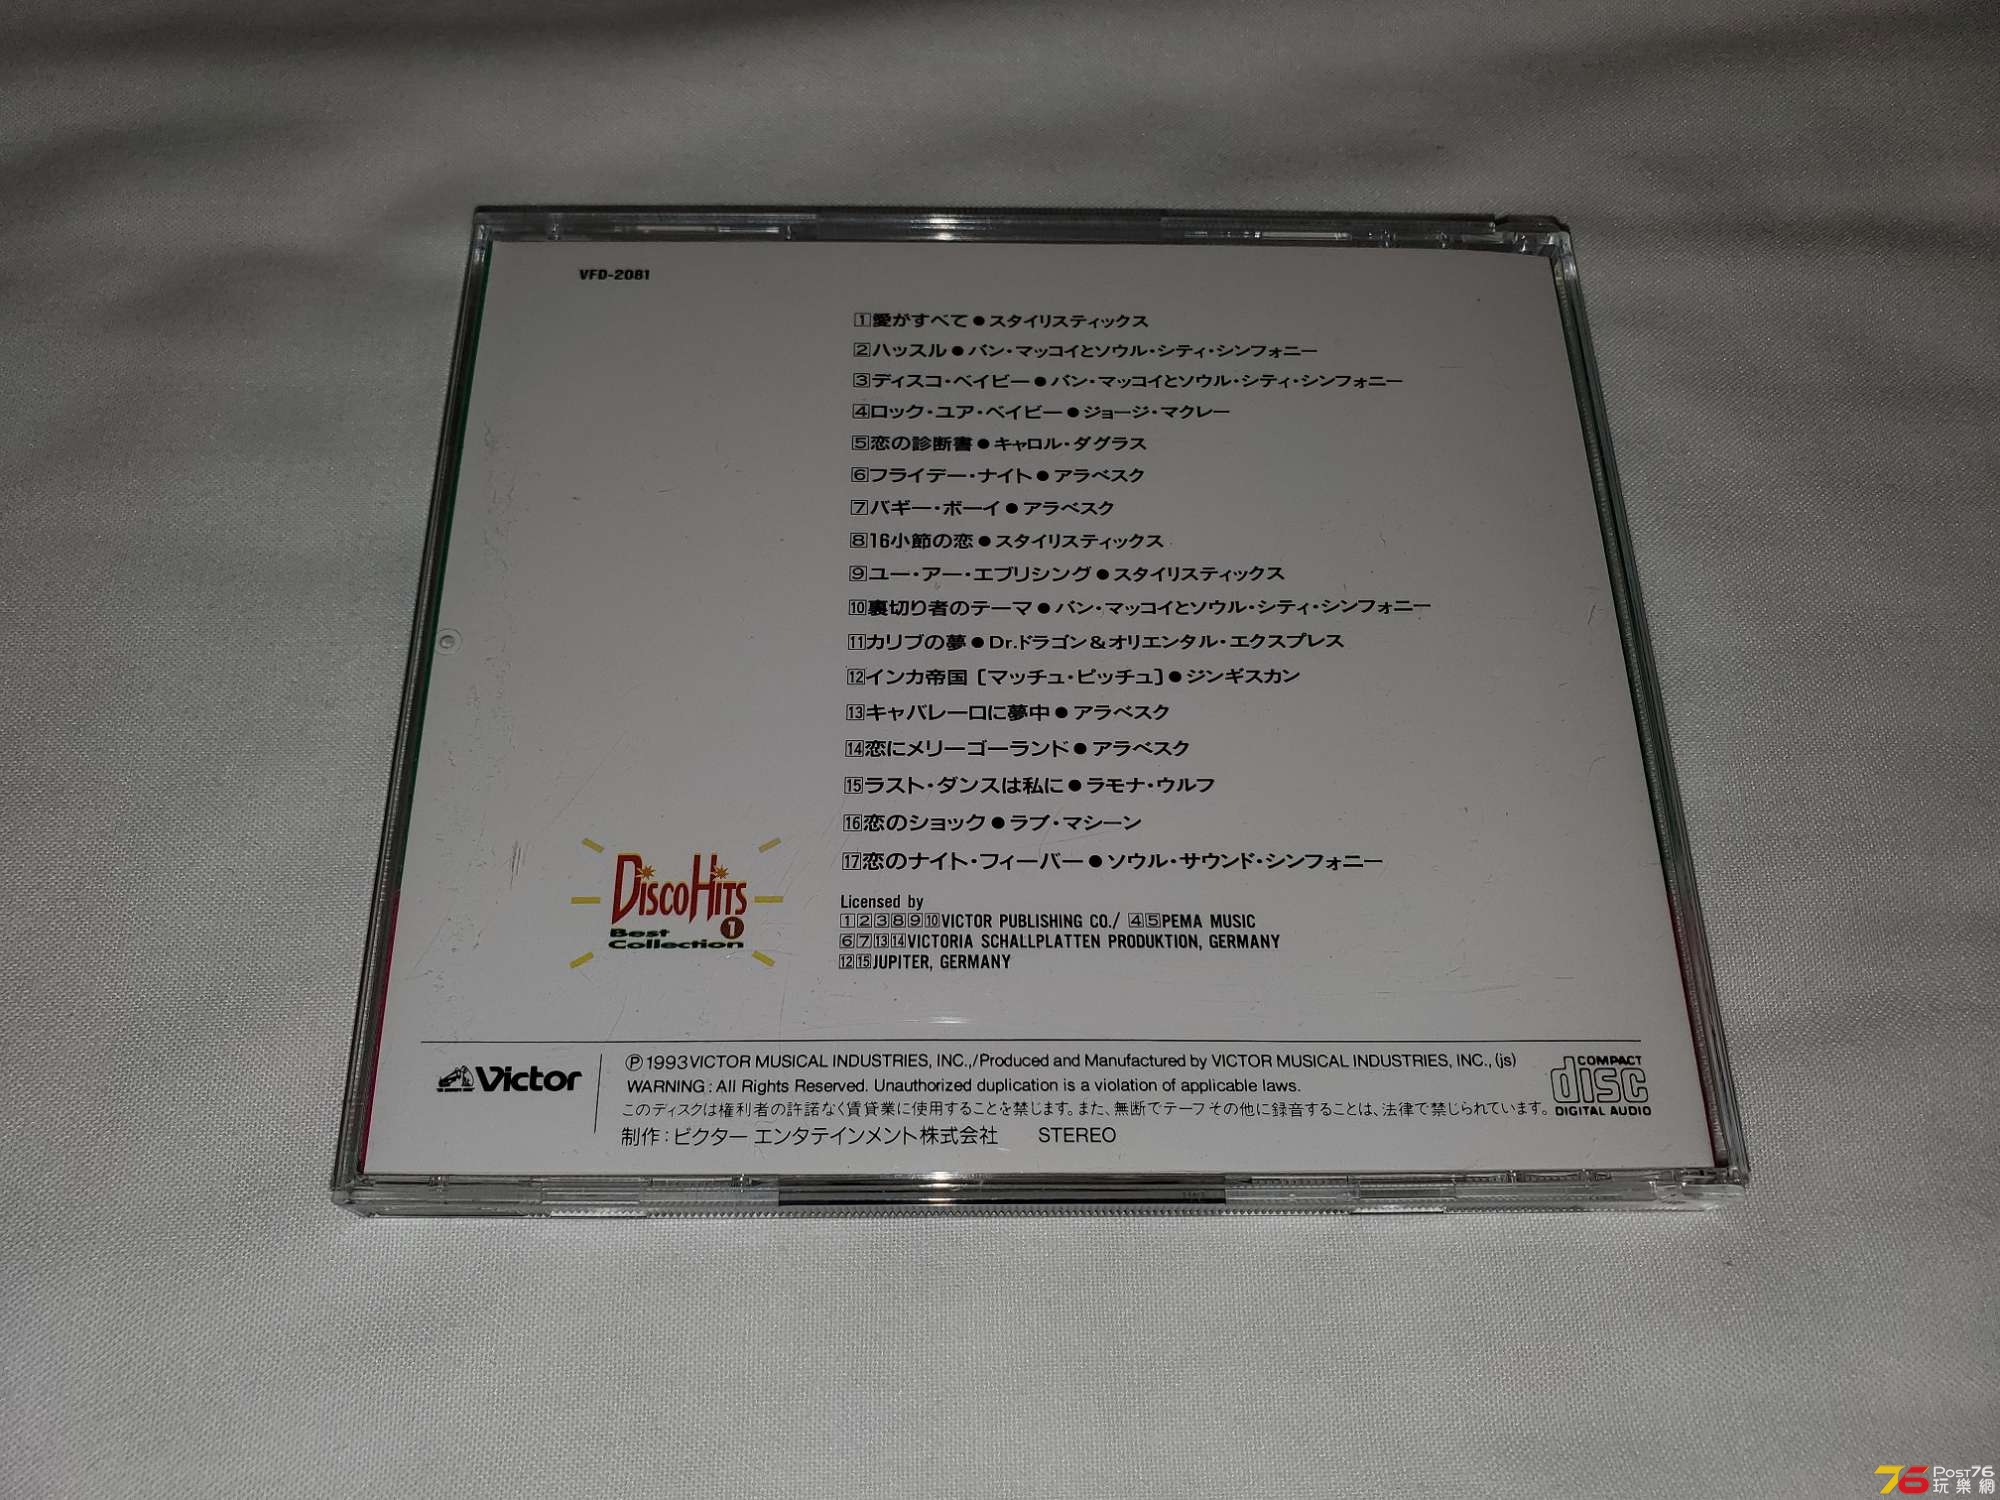 VFD-2081
1愛がすべて●スタイリスティックス
2ハッスル●バン・マッコイとソウル・シティ・シンフォニー
3ディスコ・ベイビー●バン・マッコイとソウル・シティ・シンフォニー
4ロック・ユア・ベイビー●ジョージ・マクレー
5恋の診断書●キャロル・ダグラス
6フライデー・ナイト●アラベスク
7バギー・ボーイ●アラベスク
816小節の恋●スタイリスティックス
9ユー・アー・エブリシング●スタイリスティックス
10裏切り者のテーマ●バン・マッコイとソウル・シティ・シンフォニー
11カリブの夢●Dr.ドラゴン&オリエンタル・エクスプレス
12インカ帝国[マッチュ・ピッチュ]●ジンギスカン
13キャバレーロに夢中●アラベスク
14恋にメリーゴーランド●アラベスク
15ラスト・ダンスは私に●ラモナ・ウルフ
16恋のショック●ラブ・マシーン
17恋のナイト・フィーバー●ソウル・サウンド・シンフォニー
DISCO HITS
1
Best
Collection
Licensed by
1 2 3 8 9 10 VICTOR PUBLISHING CO./ 4 5 PEMA MUSIC
6 7 13 14 VICTORIA SCHALLPLATTEN PRODUKTION, GERMANY
12 15 JUPITER, GERMANY
Victor
Ⓟ 1993 VICTOR MUSICAL INDUSTRIES, INC.,/Produced and Manufactured by VICTOR MUSICAL INDUSTRIES, INC., (js)
WARNING: All Rights Reserved. Unauthorized duplication is a violation of applicable laws.
このディスクは権利者の許諾なく賃貸業に使用することを禁じます。また、無断でテープその他に録音することは、法律で禁じられています。
制作:ビクター エンタテインメント株式会社 STEREO
COMPACT
disc
DIGITAL AUDIO
76 Post76
玩樂網